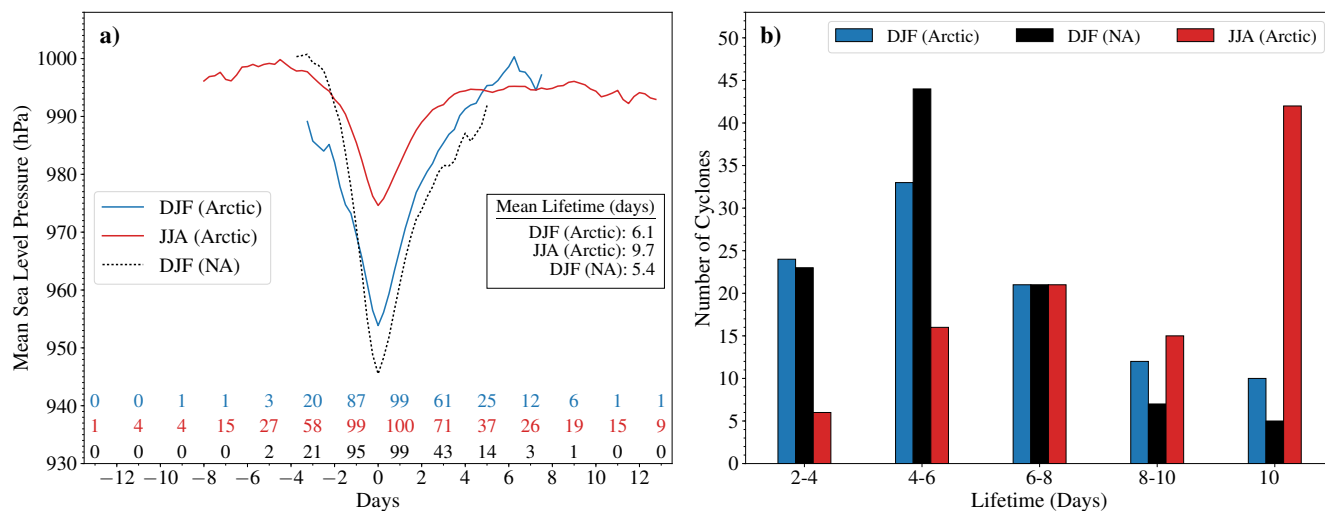 a)
Mean Sea Level Pressure (hPa)
1000
990
980
970
960
950
940
930
DJF (Arctic)
JJA (Arctic)
DJF (NA)
Mean Lifetime (days)
DJF (Arctic): 6.1
JJA (Arctic): 9.7
DJF (NA): 5.4
0 0 1 1 3 20 87 99 61 25 12 6 1 1
1 4 4 15 27 58 99 100 71 37 26 19 15 9
0 0 0 0 2 21 95 99 43 14 3 1 0 0
−12 −10 −8 −6 −4 −2 0 2 4 6 8 10 12
Days
b)
DJF (Arctic) DJF (NA) JJA (Arctic)
Number of Cyclones
50
45
40
35
30
25
20
15
10
5
0
2-4 4-6 6-8 8-10 10
Lifetime (Days)